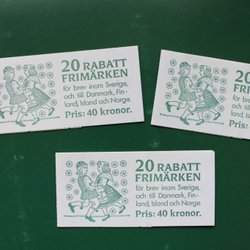 20 RABATT
FRIMÄRKEN
för brev inom Sverige,
och till Danmark, Fin-
land, Island och Norge.
Pris: 40 kronor.
20 RABATT
FRIMÄRKEN
för brev inom Sverige,
och till Danmark, Fin-
land, Island och Norge.
Pris: 40
20 RABATT
FRIMÄRKEN
för brev inom Sverige,
och till Danmark, Fin-
land, Island och Norge.
Pris: 40 kronor.